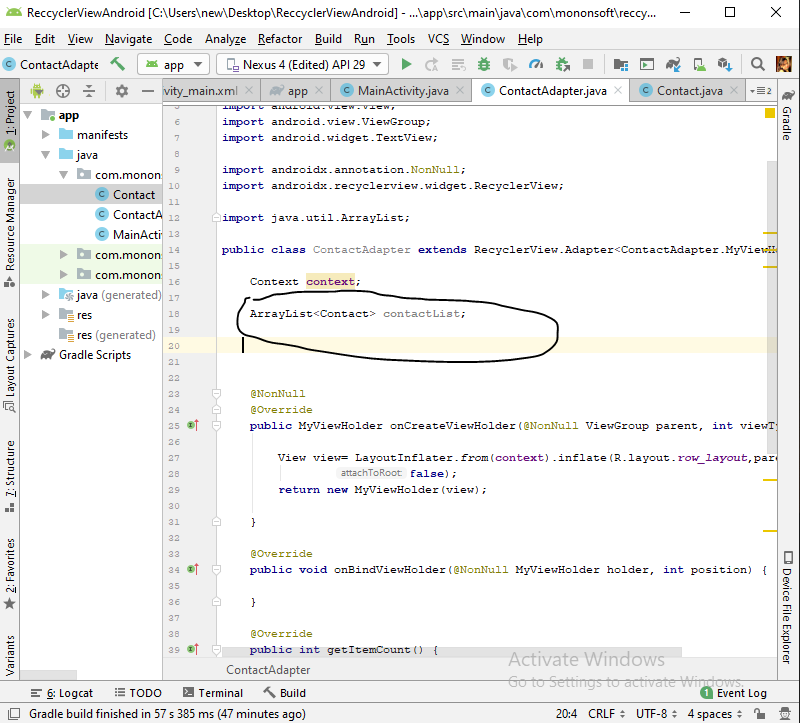 ReccyclerViewAndroid [C:\Users\new\Desktop\ReccyclerViewAndroid] - ...\app\src\main\java\com\mononsoft\reccy...
File Edit View Navigate Code Analyze Refactor Build Run Tools VCS Window Help
ContactAdapte app Nexus 4 (Edited) API 29
1: Project
Resource Manager
Layout Captures
7: Structure
2: Favorites
Variants
app
manifests
java
com.monon
Contact
ContactA
MainActiv
com.monon
com.monon
java (generated)
res
res (generated)
Gradle Scripts
vity_main.xml app MainActivity.java ContactAdapter.java Contact.java 2
5 import android.view.View;
6 import android.view.ViewGroup;
7 import android.widget.TextView;
8
9 import androidx.annotation.NonNull;
10 import androidx.recyclerview.widget.RecyclerView;
11
12 import java.util.ArrayList;
13
14 public class ContactAdapter extends RecyclerView.Adapter<ContactAdapter.MyViewH
15
16 Context context;
17
18 ArrayList<Contact> contactList;
19
20
21
22
23 @NonNull
24 @Override
25 public MyViewHolder onCreateViewHolder(@NonNull ViewGroup parent, int viewTy
26
27 View view= LayoutInflater.from(context).inflate(R.layout.row_layout,pare
28 attachToRoot: false);
29 return new MyViewHolder(view);
30
31 }
32
33 @Override
34 public void onBindViewHolder(@NonNull MyViewHolder holder, int position) {
35
36 }
37
38 @Override
39 public int getItemCount() {
ContactAdapter
Gradle
Device File Explorer
Activate Windows
Go to Settings to activate Windows.
6: Logcat TODO Terminal Build 1 Event Log
Gradle build finished in 57 s 385 ms (47 minutes ago) 20:4 CRLF UTF-8 4 spaces